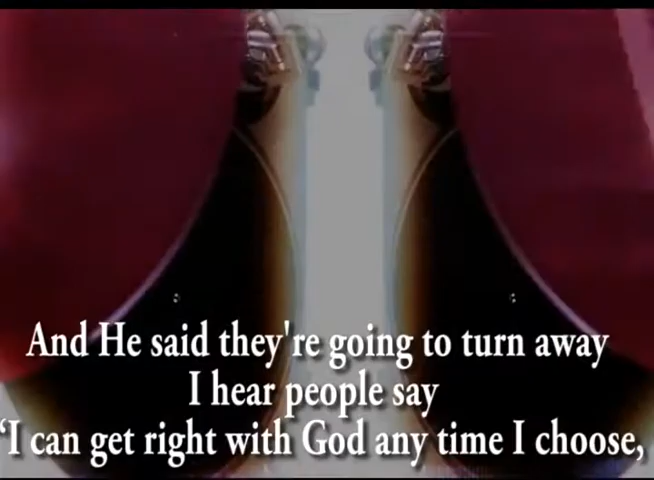 And He said they're going to turn away
I hear people say
‘I can get right with God any time I choose,